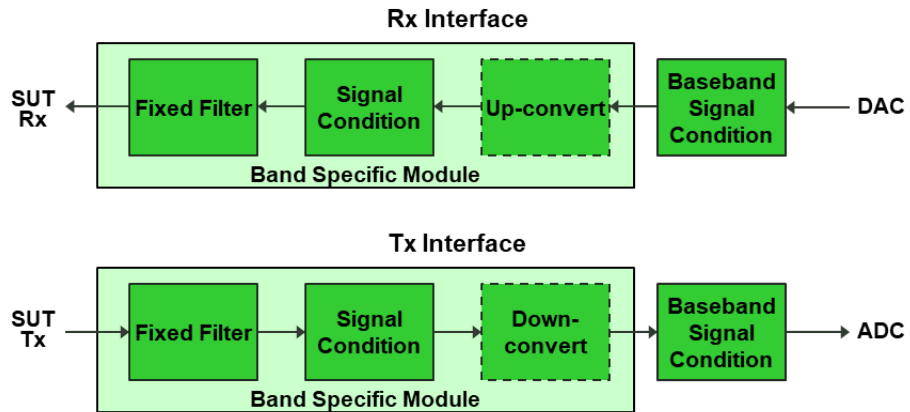 Rx Interface
SUT
Rx
Fixed Filter
Signal
Condition
Up-convert
Baseband
Signal
Condition
DAC
Band Specific Module
Tx Interface
SUT
Tx
Fixed Filter
Signal
Condition
Down-
convert
Baseband
Signal
Condition
ADC
Band Specific Module